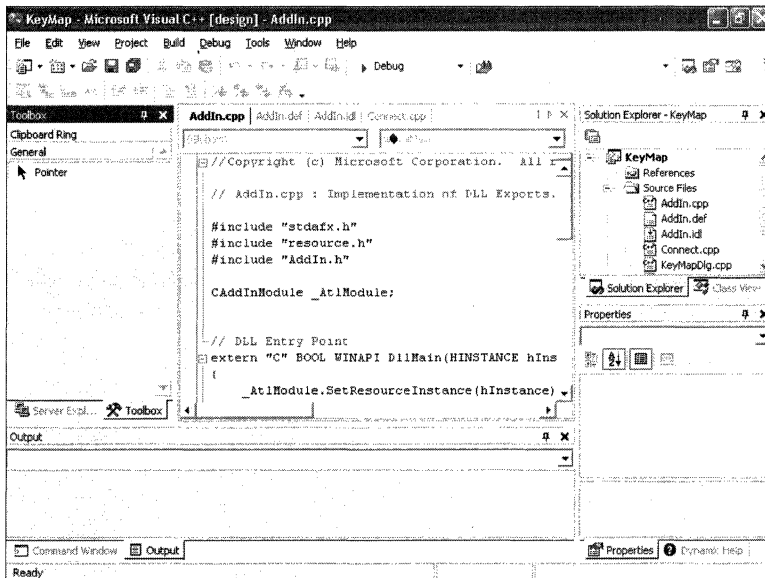 KeyMap - Microsoft Visual C++ [design] - AddIn.cpp
File Edit View Project Build Debug Tools Window Help
Debug
Toolbox
Clipboard Ring
General
Pointer
Server Expl... Toolbox
AddIn.cpp AddIn.def AddIn.idl Connect.cpp
//Copyright (c) Microsoft Corporation. All r
// AddIn.cpp : Implementation of DLL Exports.
#include "stdafx.h"
#include "resource.h"
#include "AddIn.h"
CAddInModule _AtlModule;
// DLL Entry Point
extern "C" BOOL WINAPI DllMain(HINSTANCE hIns
{
_AtlModule.SetResourceInstance(hInstance)
Solution Explorer - KeyMap
KeyMap
References
Source Files
AddIn.cpp
AddIn.def
AddIn.idl
Connect.cpp
KeyMapDlg.cpp
Solution Explorer Class View
Properties
Output
Command Window Output
Properties Dynamic Help
Ready